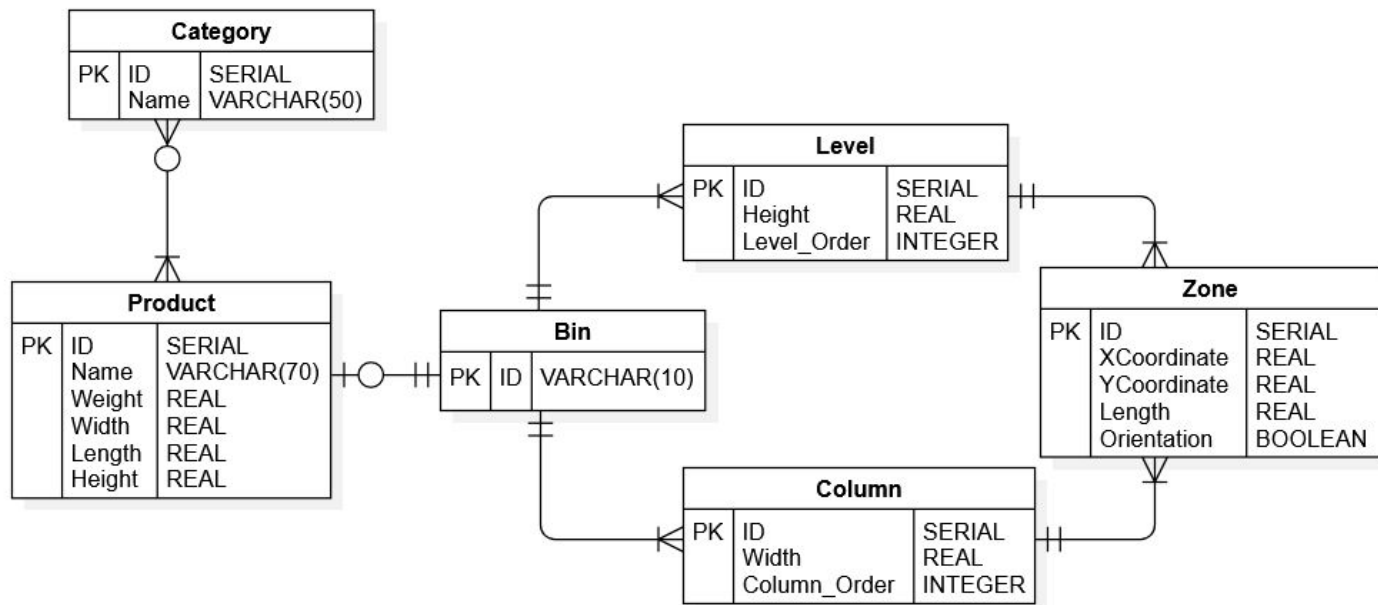 Category
PK ID SERIAL
Name VARCHAR(50)
Level
PK ID SERIAL
Height REAL
Level_Order INTEGER
Product
PK ID SERIAL
Name VARCHAR(70)
Weight REAL
Width REAL
Length REAL
Height REAL
Bin
PK ID VARCHAR(10)
Zone
PK ID SERIAL
XCoordinate REAL
YCoordinate REAL
Length REAL
Orientation BOOLEAN
Column
PK ID SERIAL
Width REAL
Column_Order INTEGER